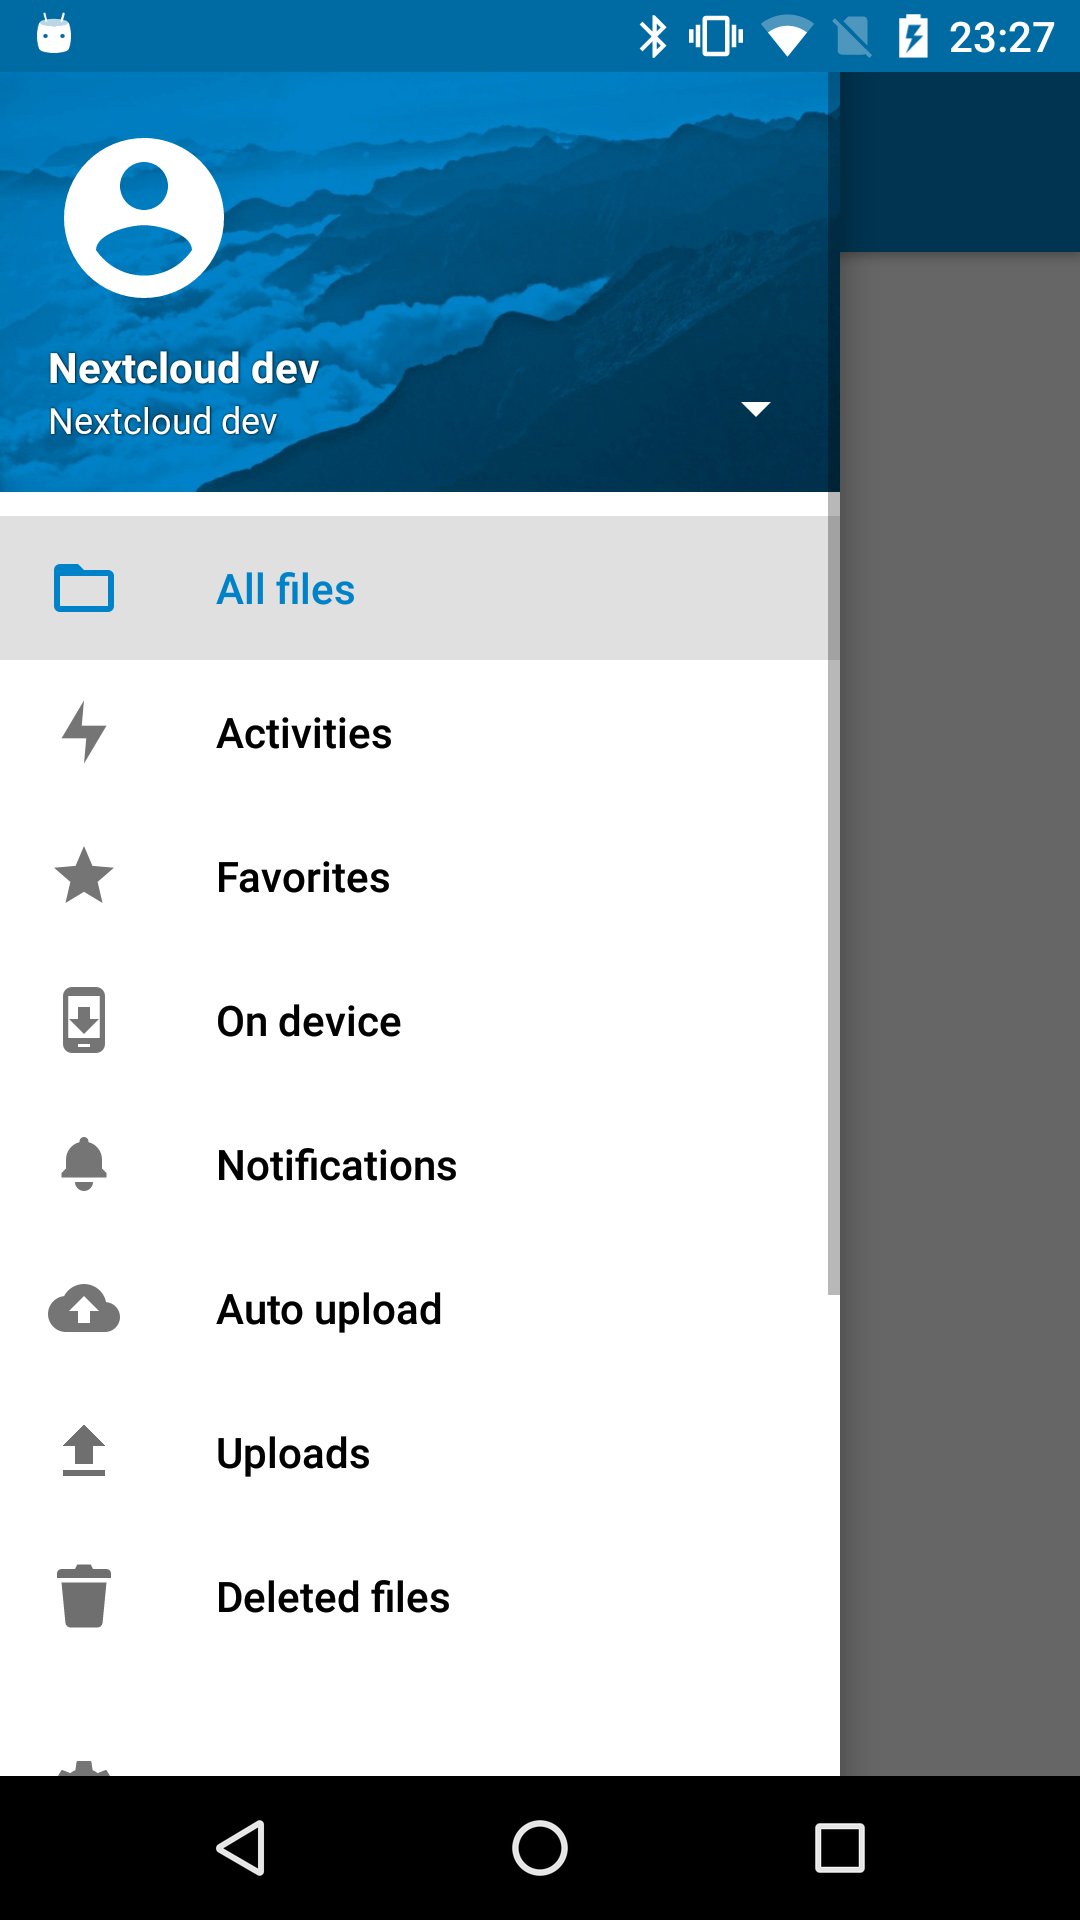 23:27
Nextcloud dev
Nextcloud dev
All files
Activities
Favorites
On device
Notifications
Auto upload
Uploads
Deleted files